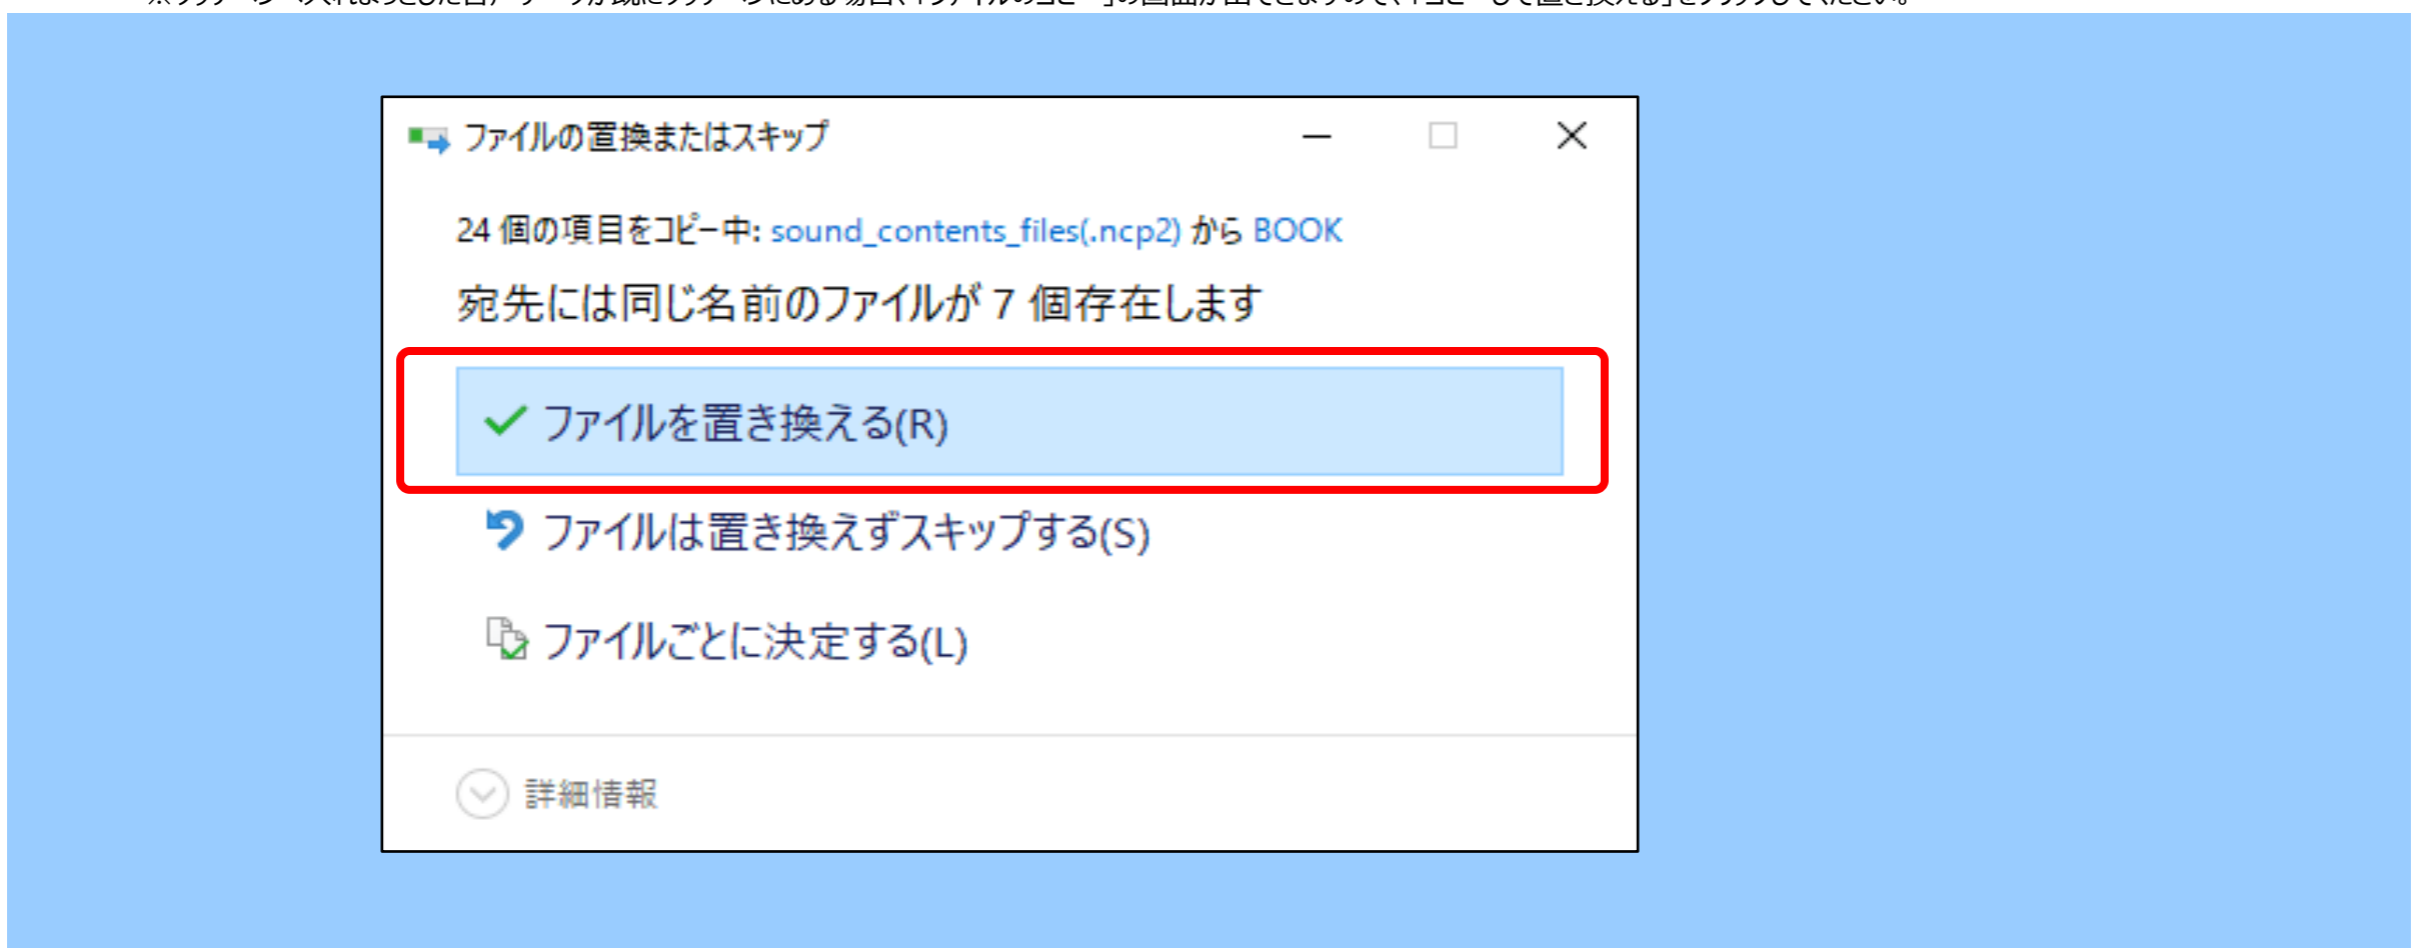 24 個の項目をコピー中: sound_contents_files(.ncp2) から BOOK
ファイルの置換またはスキップ
宛先には同じ名前のファイルが 7 個存在します
ファイルを置き換える(R)
ファイルは置き換えずスキップする(S)
ファイルごとに決定する(L)
詳細情報